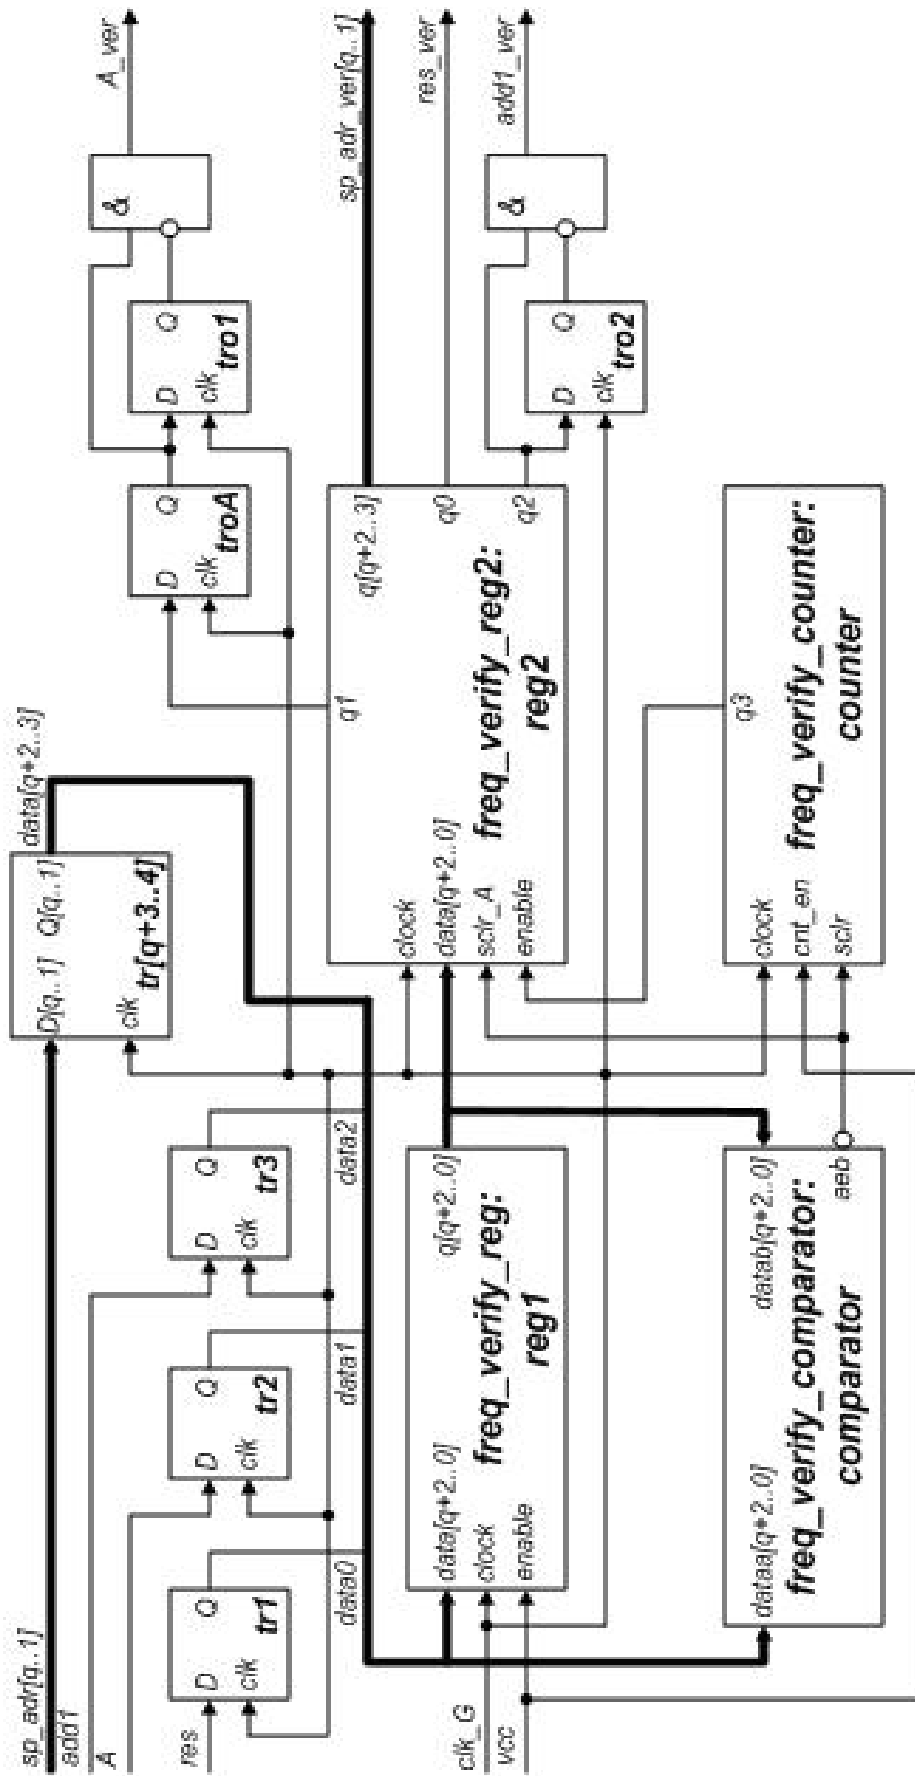 sp_adr[q..1]
add1
A
res
D
Q
clk
tr1
data0
D
Q
clk
tr2
data1
D
Q
clk
tr3
data2
D[q..1]
Q[q..1]
clk
tr[q+3..4]
data[q+2..3]
D
Q
clk
troA
D
Q
clk
tro1
&
A_ver
clk_G
vcc
data[q+2..0]
clock
enable
q[q+2..0]
freq_verify_reg:
reg1
clock
data[q+2..0]
sclr_A
enable
q1
q[q+2..3]
q0
q2
freq_verify_reg2:
reg2
sp_adr_ver[q..1]
res_ver
D
Q
clk
tro2
&
add1_ver
dataa[q+2..0]
datab[q+2..0]
aeb
freq_verify_comparator:
comparator
clock
cnt_en
sclr
q3
freq_verify_counter:
counter